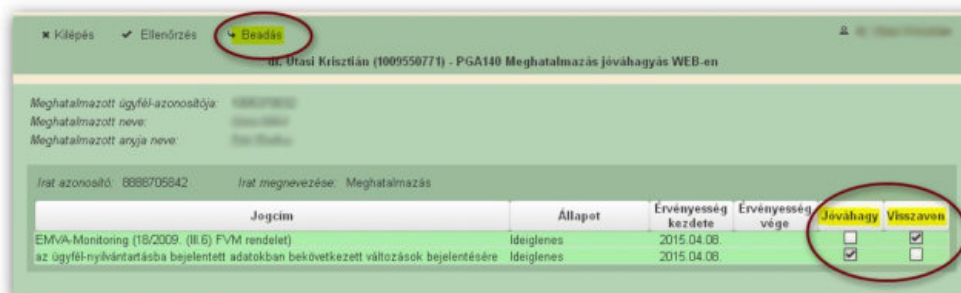 Kilépés Ellenőrzés Beadás
dr. Utasi Krisztián (1009550771) - PGA140 Meghatalmazás jóváhagyás WEB-en
Meghatalmazott ügyfél-azonosítója:
Meghatalmazott neve:
Meghatalmazott anyja neve:
Irat azonosító: 8888705842 Irat megnevezése: Meghatalmazás
Jogcím Állapot Érvényesség kezdete Érvényesség vége Jóváhagy Visszavon
EMVA-Monitoring (18/2009. (III.6) FVM rendelet) Ideiglenes 2015.04.08.
az ügyfél-nyilvántartásba bejelentett adatokban bekövetkezett változások bejelentésére Ideiglenes 2015.04.08.